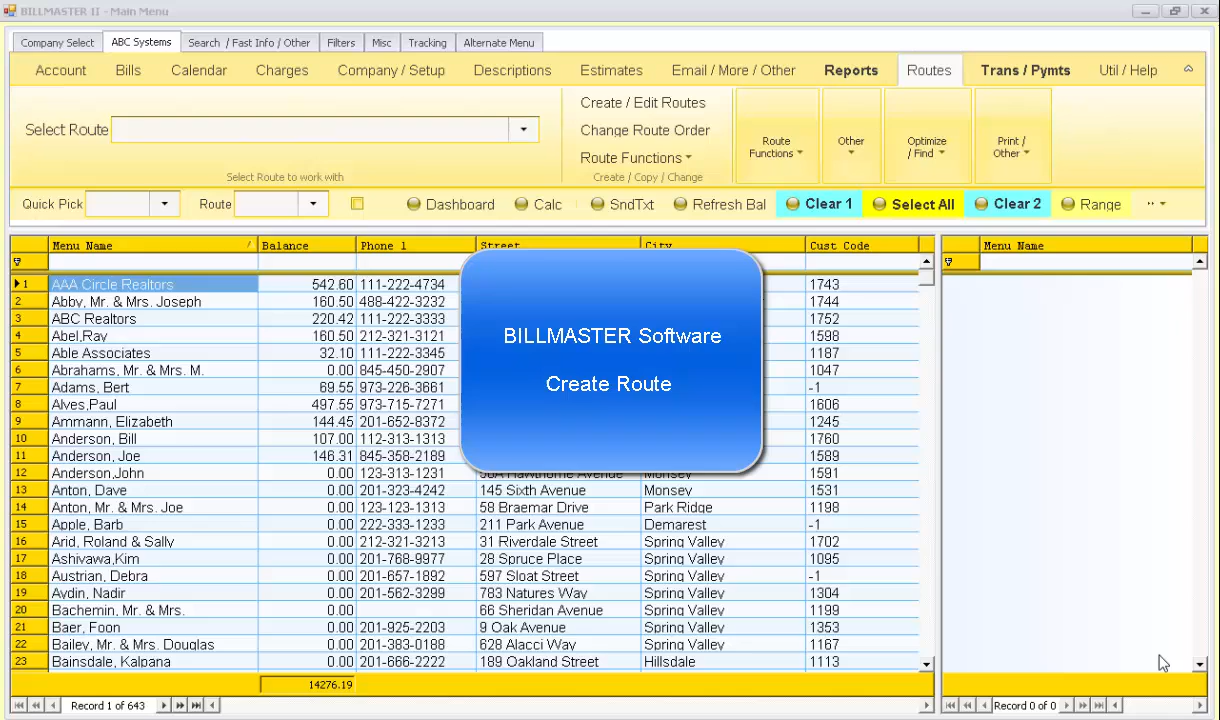 BILLMASTER II - Main Menu
Company Select ABC Systems Search / Fast Info / Other Filters Misc Tracking Alternate Menu
Account Bills Calendar Charges Company / Setup Descriptions Estimates Email / More / Other Reports Routes Trans / Pymts Util / Help
Select Route
Select Route to work with
Create / Edit Routes
Change Route Order
Route Functions
Create / Copy / Change
Route Functions
Other
Optimize / Find
Print / Other
Quick Pick Route Dashboard Calc SndTxt Refresh Bal Clear 1 Select All Clear 2 Range
Menu Name Balance Phone 1 Street City Cust Code Menu Name
1 AAA Circle Realtors 542.60 111-222-4734 1743
2 Abby, Mr. & Mrs. Joseph 160.50 488-422-3232 1744
3 ABC Realtors 220.42 111-222-3333 1752
4 Abel,Ray 160.50 212-321-3121 1598
5 Able Associates 32.10 111-222-3345 1187
6 Abrahams, Mr. & Mrs. M. 0.00 845-450-2907 1047
7 Adams, Bert 69.55 973-226-3661 -1
8 Alves,Paul 497.55 973-715-7271 1606
9 Ammann, Elizabeth 144.45 201-652-8372 1245
10 Anderson, Bill 107.00 112-313-1313 1760
11 Anderson, Joe 146.31 845-358-2189 1589
12 Anderson,John 0.00 123-313-1231 Avenue Monsey 1591
13 Anton, Dave 0.00 201-323-4242 145 Sixth Avenue Monsey 1531
14 Anton, Mr. & Mrs. Joe 0.00 123-123-1313 58 Braemar Drive Park Ridge 1198
15 Apple, Barb 0.00 222-333-1233 211 Park Avenue Demarest -1
16 Arid, Roland & Sally 0.00 212-321-3213 31 Riverdale Street Spring Valley 1702
17 Ashivawa,Kim 0.00 201-768-9977 28 Spruce Place Spring Valley 1095
18 Austrian, Debra 0.00 201-657-1892 597 Sloat Street Spring Valley -1
19 Aydin, Nadir 0.00 201-562-3299 783 Natures Way Spring Valley 1304
20 Bachemin, Mr. & Mrs. 0.00 66 Sheridan Avenue Spring Valley 1199
21 Baer, Foon 0.00 201-925-2203 9 Oak Avenue Spring Valley 1353
22 Bailey, Mr. & Mrs. Douglas 0.00 201-383-0188 628 Alacci Way Spring Valley 1167
23 Bainsdale, Kalpana 0.00 201-666-2222 189 Oakland Street Hillsdale 1113
BILLMASTER Software
Create Route
14276.19
Record 1 of 643 Record 0 of 0